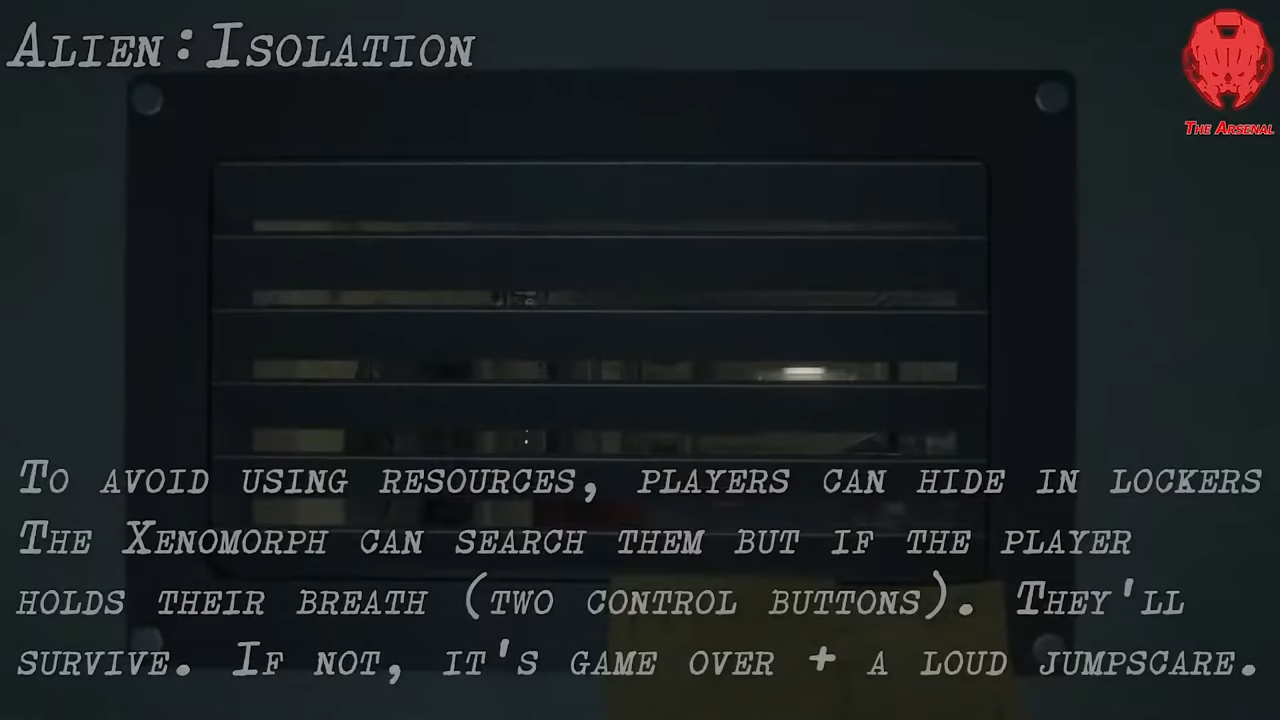 Alien: Isolation
The Arsenal
To avoid using resources, players can hide in lockers
The Xenomorph can search them but if the player
holds their breath (two control buttons). They'll
survive. If not, it's game over + a loud jumpscare.